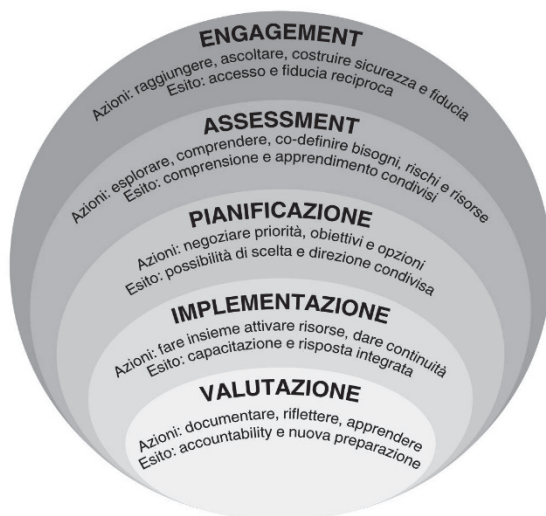 ENGAGEMENT
Azioni: raggiungere, ascoltare, costruire sicurezza e fiducia
Esito: accesso e fiducia reciproca
ASSESSMENT
Azioni: esplorare, comprendere, co-definire bisogni, rischi e risorse
Esito: comprensione e apprendimento condivisi
PIANIFICAZIONE
Azioni: negoziare priorità, obiettivi e opzioni
Esito: possibilità di scelta e direzione condivisa
IMPLEMENTAZIONE
Azioni: fare insieme attivare risorse, dare continuità
Esito: capacitazione e risposta integrata
VALUTAZIONE
Azioni: documentare, riflettere, apprendere
Esito: accountability e nuova preparazione